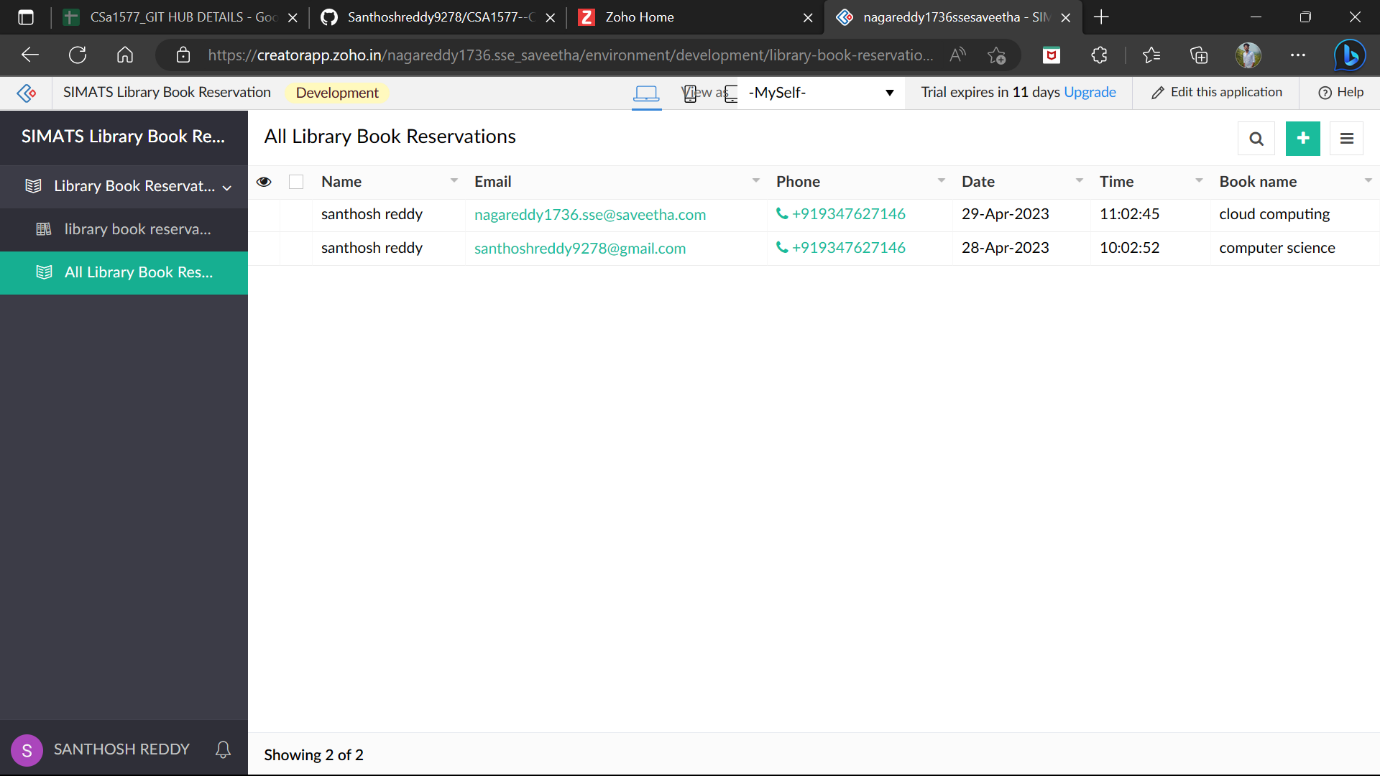 CSa1577_GIT HUB DETAILS - Goo
Santhoshreddy9278/CSA1577--C
Zoho Home
nagareddy1736ssesaveetha - SIM
https://creatorapp.zoho.in/nagareddy1736.sse_saveetha/environment/development/library-book-reservatio...
SIMATS Library Book Reservation
Development
View as
-MySelf-
Trial expires in 11 days Upgrade
Edit this application
Help
SIMATS Library Book Re...
Library Book Reservat...
library book reserva...
All Library Book Res...
All Library Book Reservations
Name Email Phone Date Time Book name
santhosh reddy nagareddy1736.sse@saveetha.com +919347627146 29-Apr-2023 11:02:45 cloud computing
santhosh reddy santhoshreddy9278@gmail.com +919347627146 28-Apr-2023 10:02:52 computer science
S SANTHOSH REDDY
Showing 2 of 2